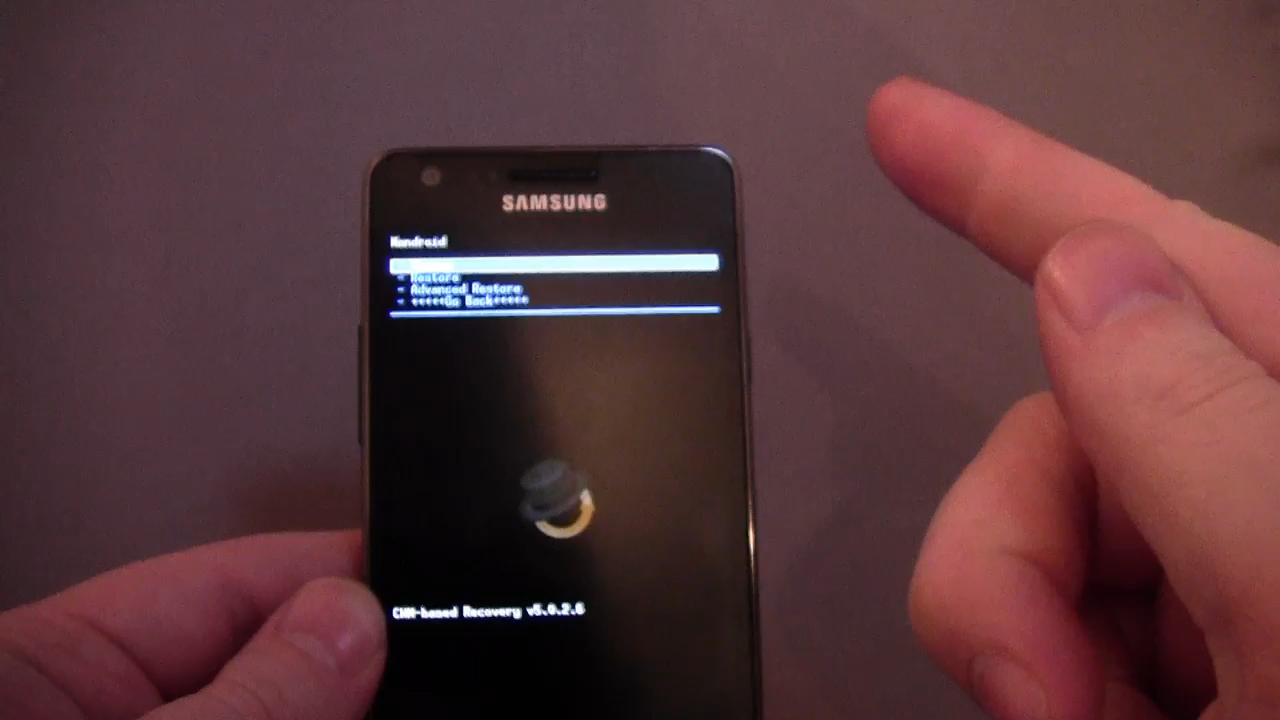 SAMSUNG
Nandroid
- Restore
- Advanced Restore
- +++++Go Back+++++
CWM-based Recovery v5.0.2.6